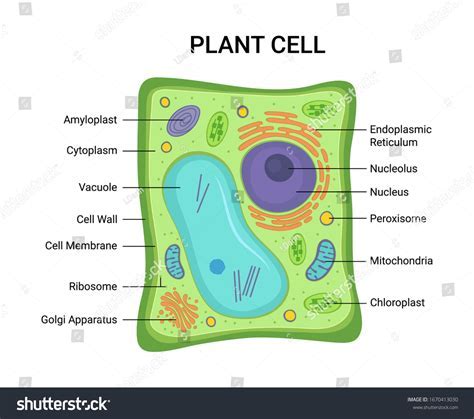 PLANT CELL
Amyloplast
Cytoplasm
Vacuole
Cell Wall
Cell Membrane
Ribosome
Golgi Apparatus
Endoplasmic
Reticulum
Nucleolus
Nucleus
Peroxisome
Mitochondria
Chloroplast
shutterstock®
IMAGE ID: 1670413030
www.shutterstock.com